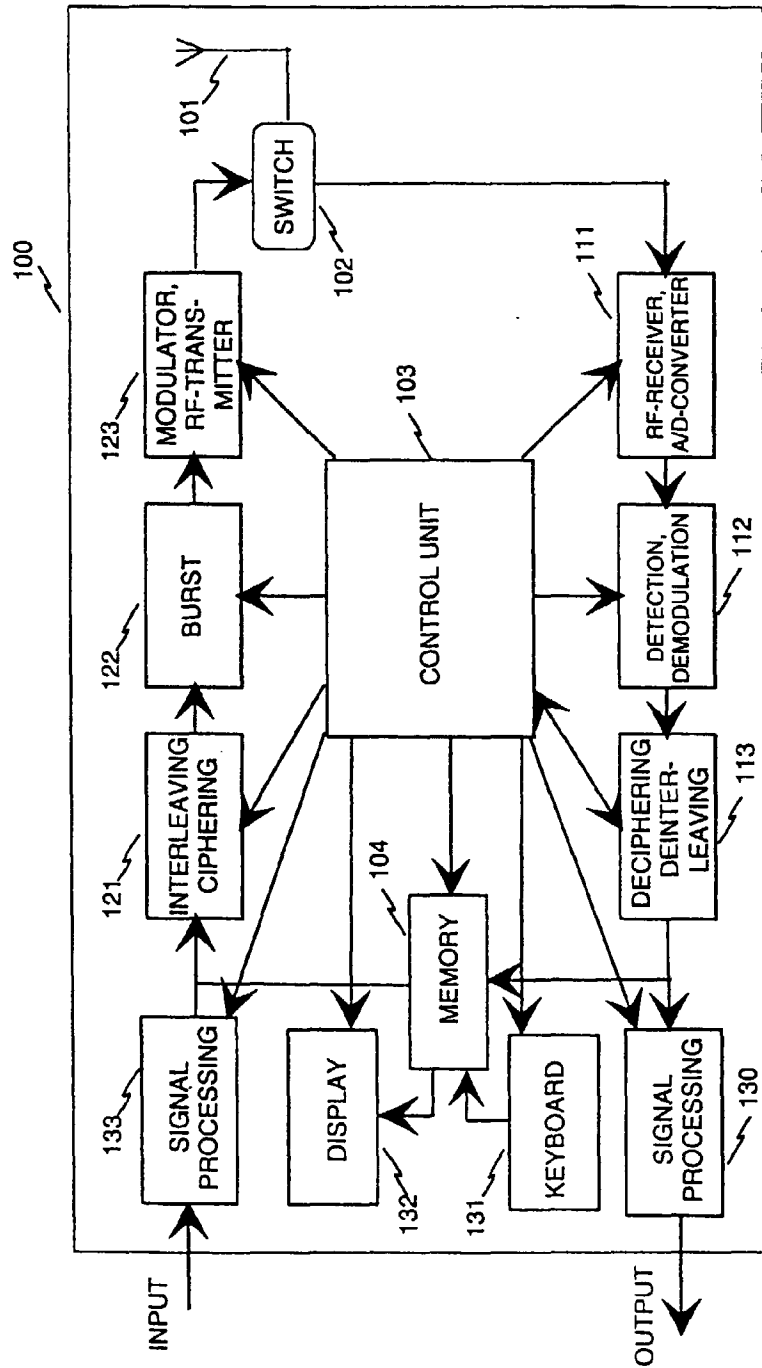 100
INPUT
133
SIGNAL
PROCESSING
121
INTERLEAVING
CIPHERING
122
BURST
123
MODULATOR,
RF-TRANS-
MITTER
101
SWITCH
102
DISPLAY
132
104
MEMORY
103
CONTROL UNIT
131
KEYBOARD
OUTPUT
SIGNAL
PROCESSING
130
DECIPHERING
DEINTER-
LEAVING
113
DETECTION,
DEMODULATION
112
111
RF-RECEIVER,
A/D-CONVERTER